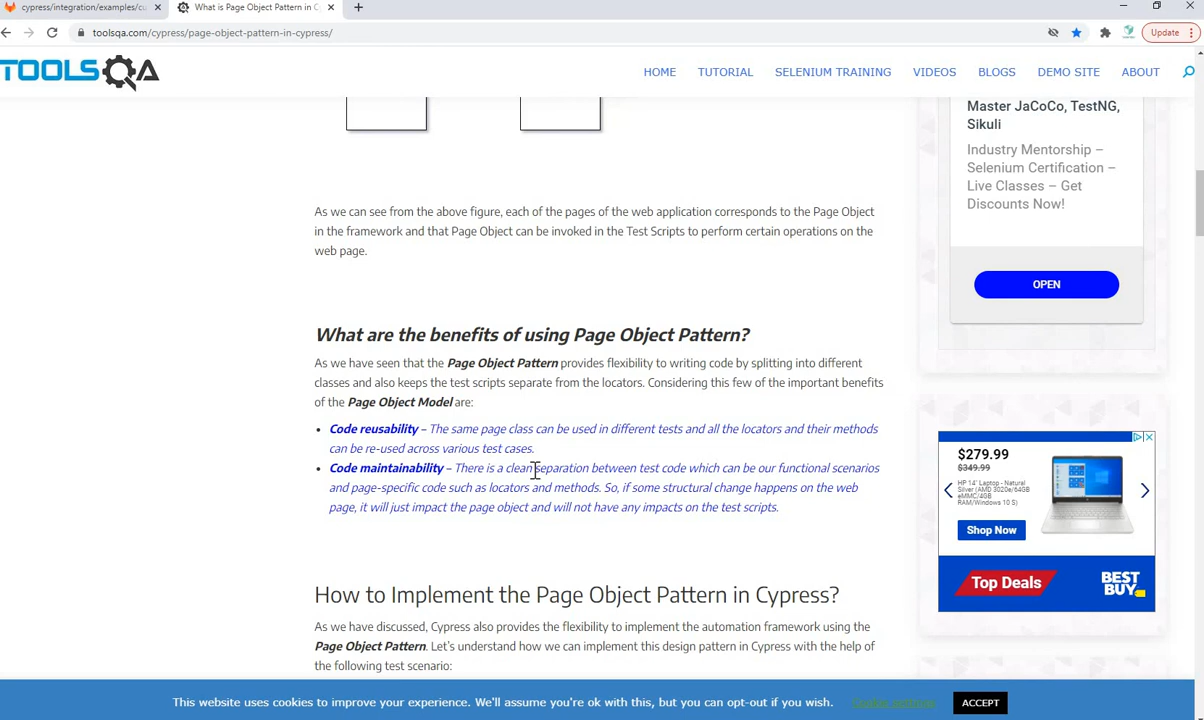 cypress/integration/examples/cu
What is Page Object Pattern in C
toolsqa.com/cypress/page-object-pattern-in-cypress/
Update
TOOLSQA
HOME
TUTORIAL
SELENIUM TRAINING
VIDEOS
BLOGS
DEMO SITE
ABOUT
Master JaCoCo, TestNG,
Sikuli
Industry Mentorship –
Selenium Certification –
Live Classes – Get
Discounts Now!
OPEN
As we can see from the above figure, each of the pages of the web application corresponds to the Page Object
in the framework and that Page Object can be invoked in the Test Scripts to perform certain operations on the
web page.
What are the benefits of using Page Object Pattern?
As we have seen that the Page Object Pattern provides flexibility to writing code by splitting into different
classes and also keeps the test scripts separate from the locators. Considering this few of the important benefits
of the Page Object Model are:
• Code reusability – The same page class can be used in different tests and all the locators and their methods
can be re-used across various test cases.
• Code maintainability – There is a clean separation between test code which can be our functional scenarios
and page-specific code such as locators and methods. So, if some structural change happens on the web
page, it will just impact the page object and will not have any impacts on the test scripts.
$279.99
$349.99
HP 14" Laptop - Natural
Silver (AMD 3020e/64GB
eMMC/4GB
RAM/Windows 10 S)
Shop Now
Top Deals
BEST
BUY
How to Implement the Page Object Pattern in Cypress?
As we have discussed, Cypress also provides the flexibility to implement the automation framework using the
Page Object Pattern. Let's understand how we can implement this design pattern in Cypress with the help of
the following test scenario:
This website uses cookies to improve your experience. We'll assume you're ok with this, but you can opt-out if you wish.
ACCEPT